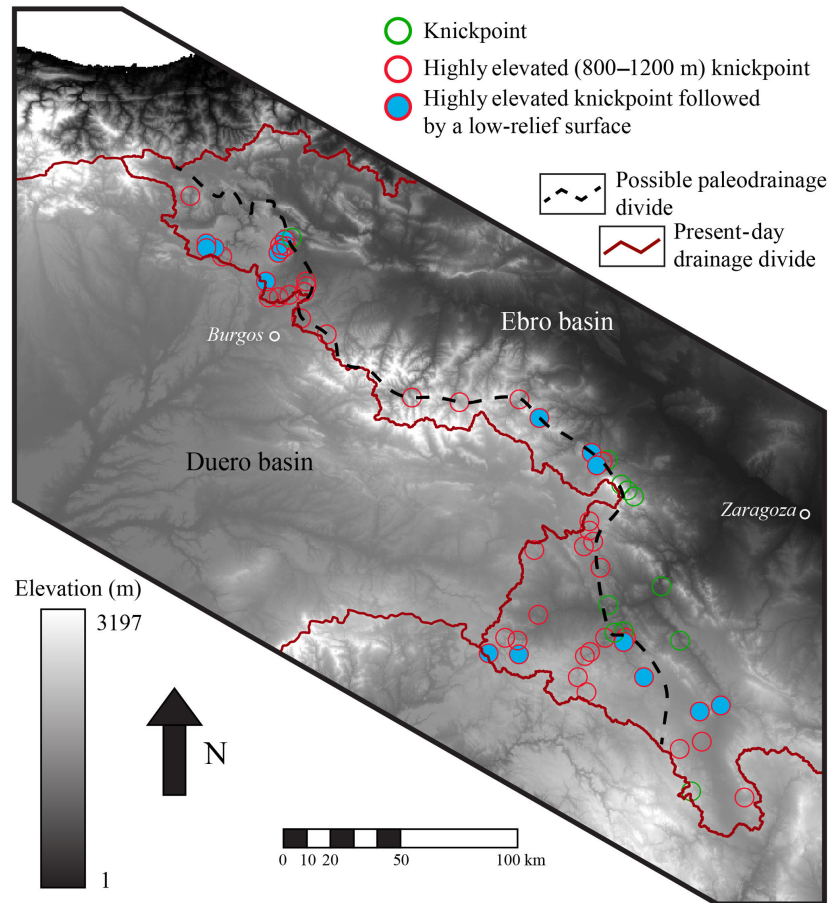 Knickpoint
Highly elevated (800–1200 m) knickpoint
Highly elevated knickpoint followed
by a low-relief surface
Possible paleodrainage
divide
Present-day
drainage divide
Ebro basin
Burgos
Duero basin
Zaragoza
Elevation (m)
3197
1
N
0 10 20 50 100 km